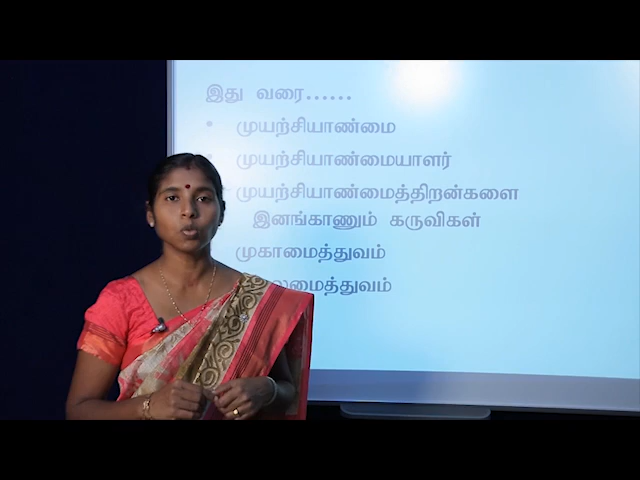 இது வரை......
• முயற்சியாண்மை
• முயற்சியாண்மையாளர்
முயற்சியாண்மைத்திறன்களை
இனங்காணும் கருவிகள்
முகாமைத்துவம்